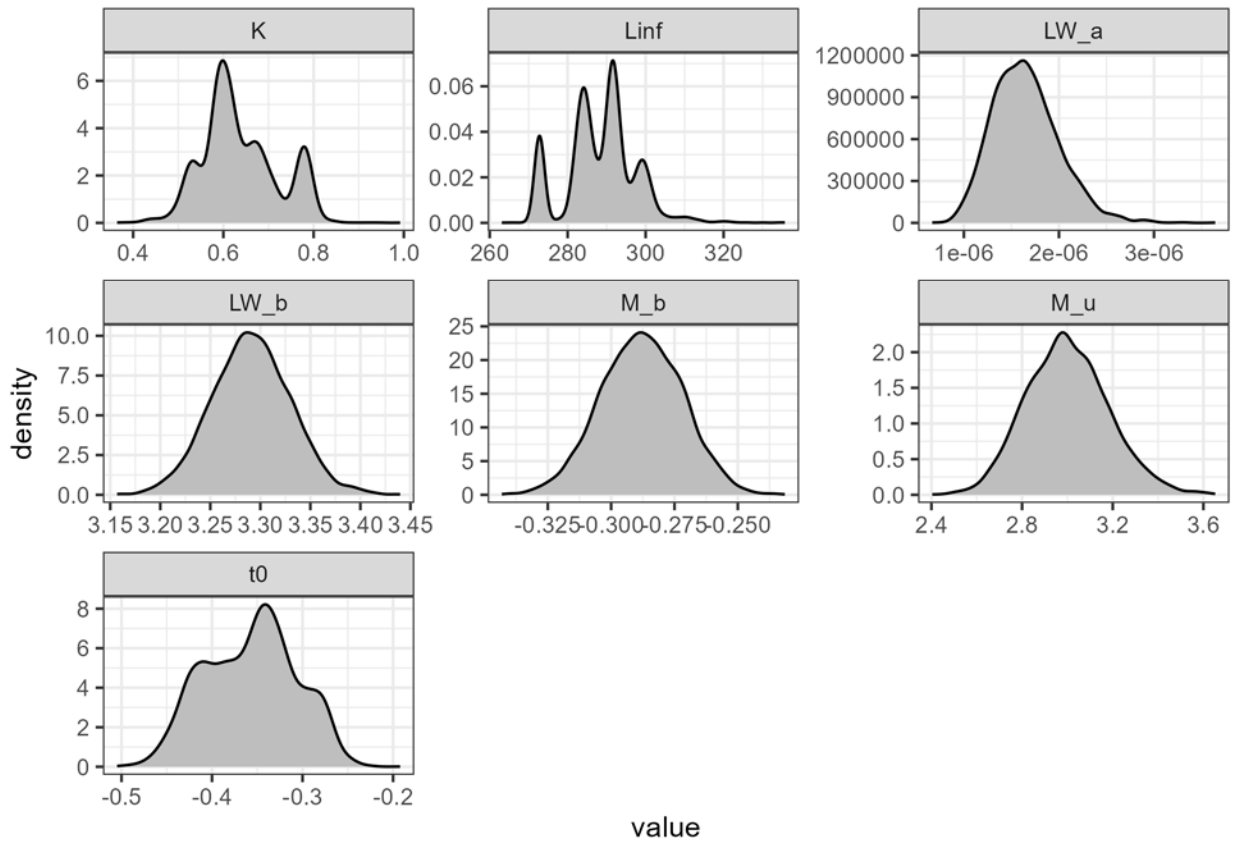 K Linf LW_a
6 4 2 0
0.4 0.6 0.8 1.0
0.06 0.04 0.02 0.00
260 280 300 320
1200000 900000 600000 300000 0
1e-06 2e-06 3e-06
LW_b M_b M_u
10.0 7.5 5.0 2.5 0.0
3.15 3.20 3.25 3.30 3.35 3.40 3.45
25 20 15 10 5 0
-0.325 -0.300 -0.275 -0.250
2.0 1.5 1.0 0.5 0.0
2.4 2.8 3.2 3.6
density
t0
8 6 4 2 0
-0.5 -0.4 -0.3 -0.2
value